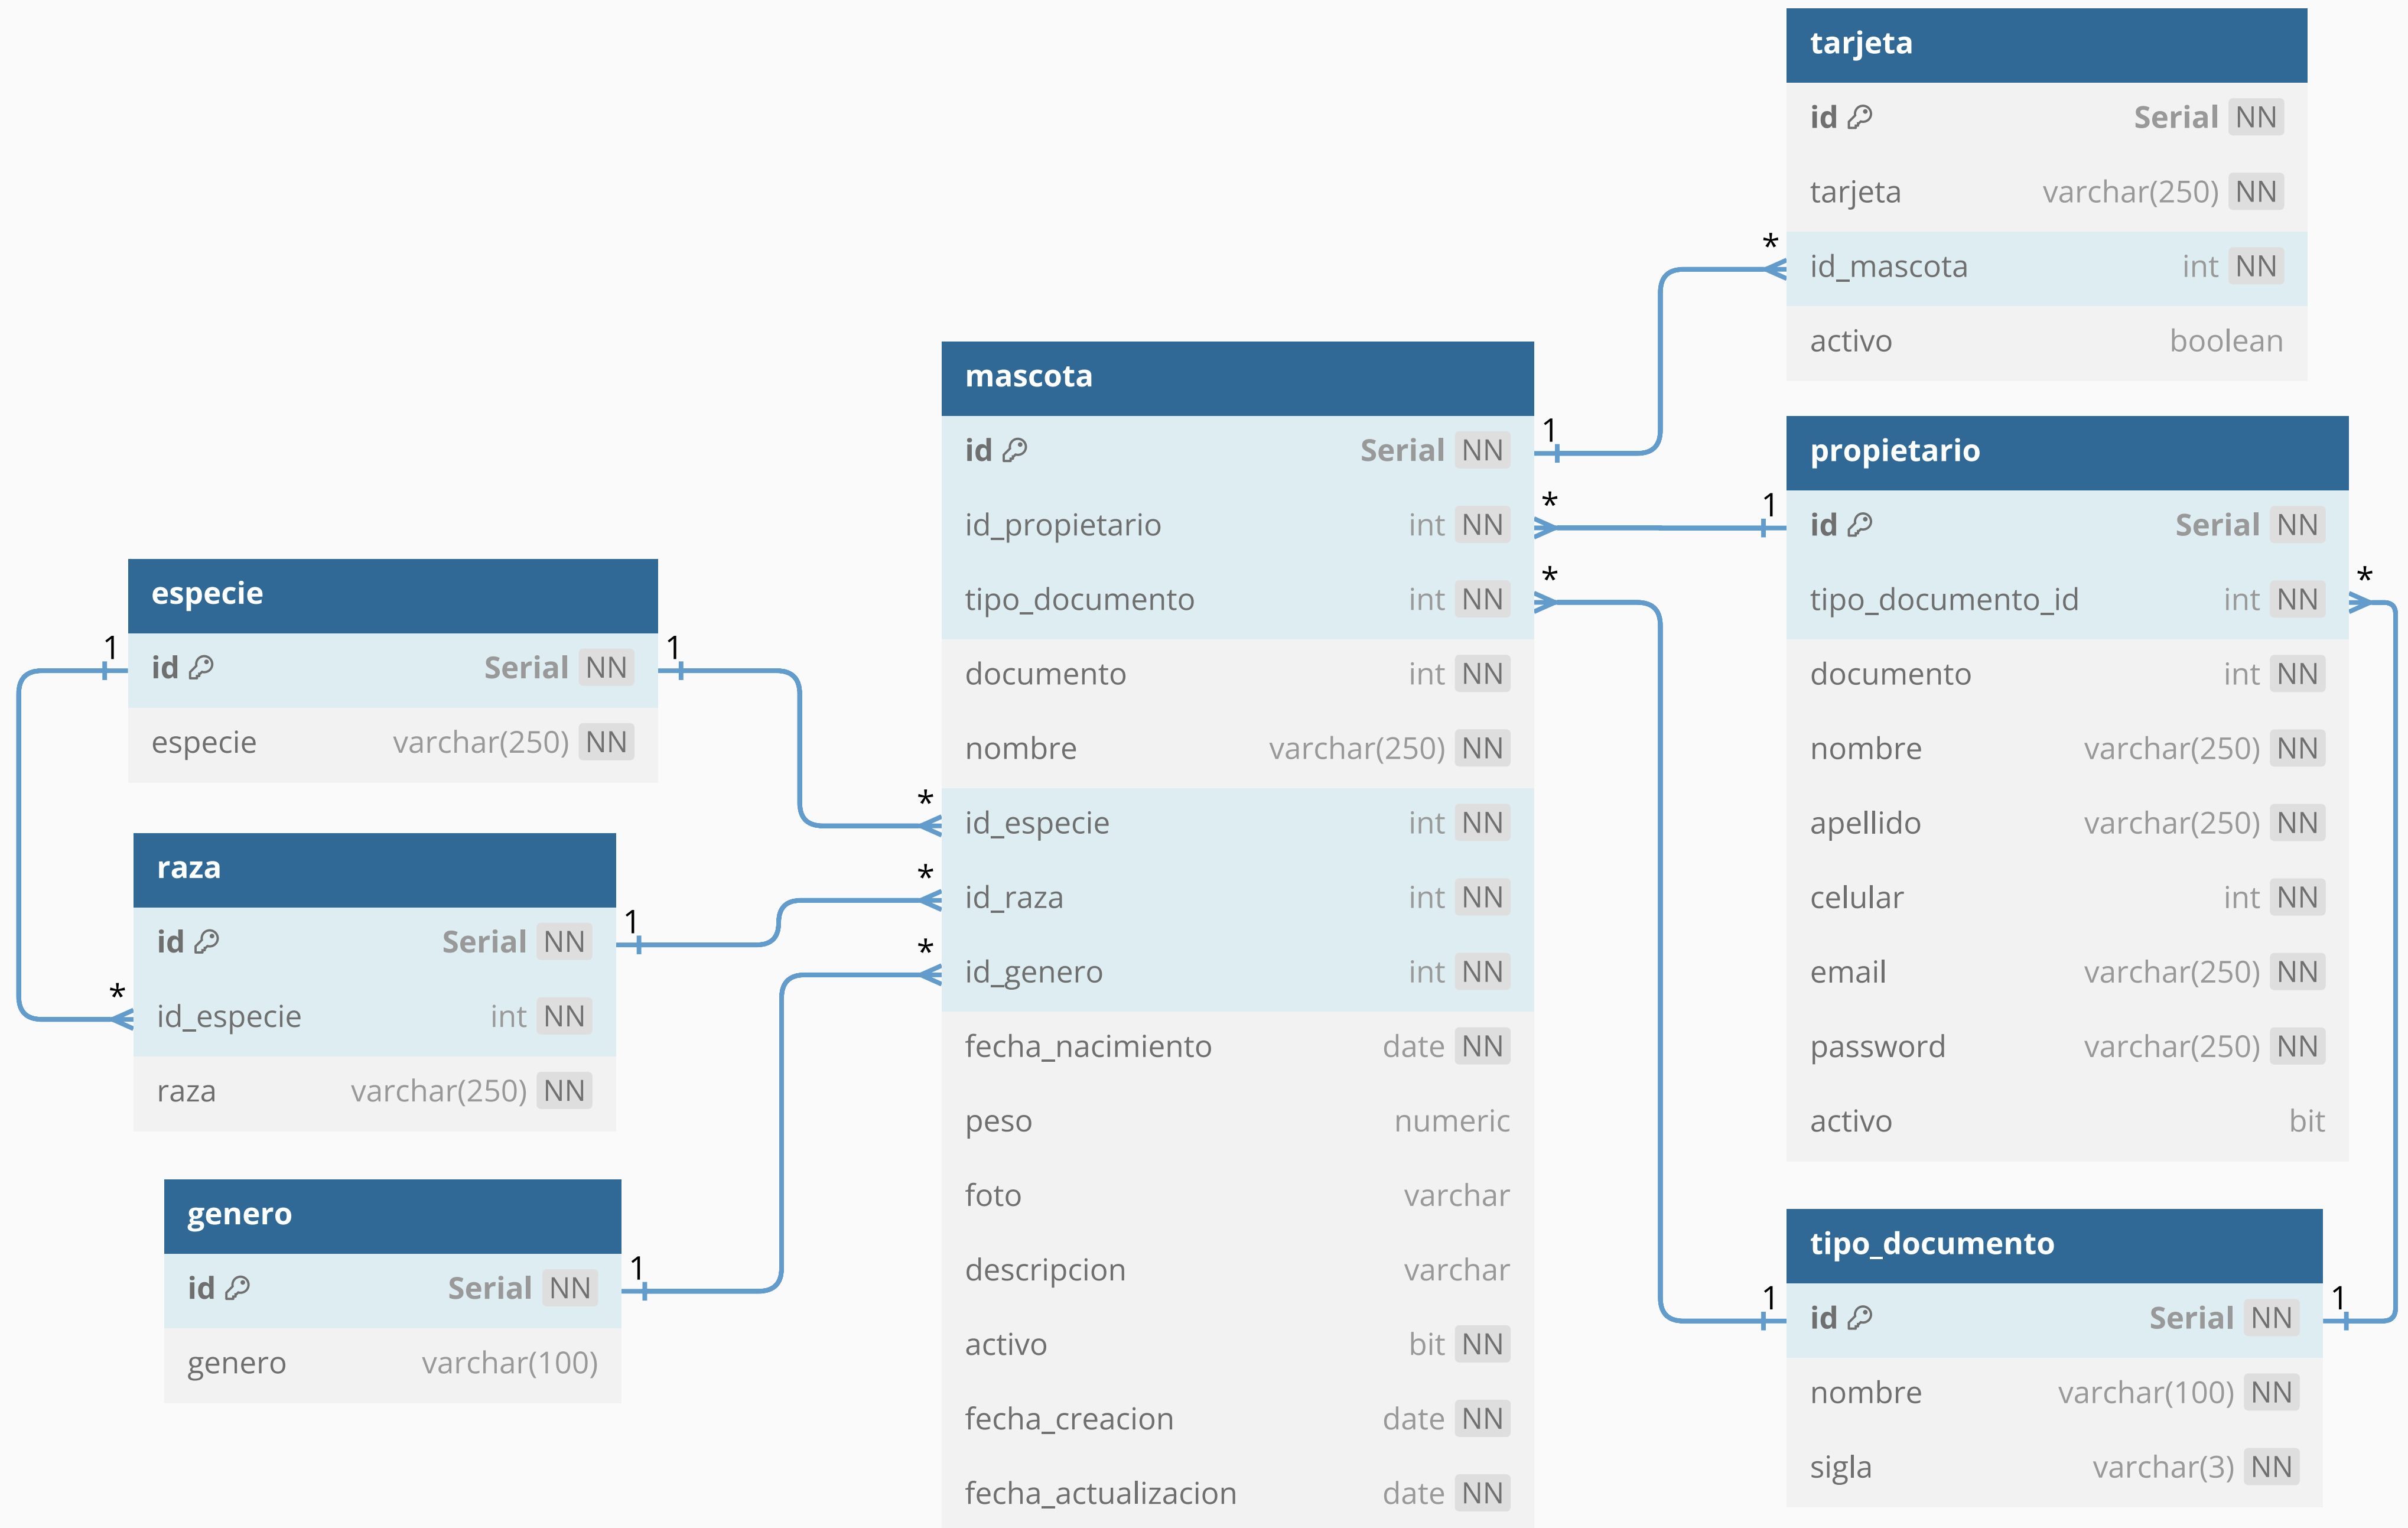 tarjeta
id Serial NN
tarjeta varchar(250) NN
id_mascota int NN
activo boolean
*
mascota
id Serial NN
id_propietario int NN
tipo_documento int NN
documento int NN
nombre varchar(250) NN
id_especie int NN
id_raza int NN
id_genero int NN
fecha_nacimiento date NN
peso numeric
foto varchar
descripcion varchar
activo bit NN
fecha_creacion date NN
fecha_actualizacion date NN
1
*
*
*
*
*
propietario
id Serial NN
tipo_documento_id int NN
documento int NN
nombre varchar(250) NN
apellido varchar(250) NN
celular int NN
email varchar(250) NN
password varchar(250) NN
activo bit
1
*
especie
id Serial NN
especie varchar(250) NN
1
1
raza
id Serial NN
id_especie int NN
raza varchar(250) NN
1
*
genero
id Serial NN
genero varchar(100)
1
tipo_documento
id Serial NN
nombre varchar(100) NN
sigla varchar(3) NN
1
1